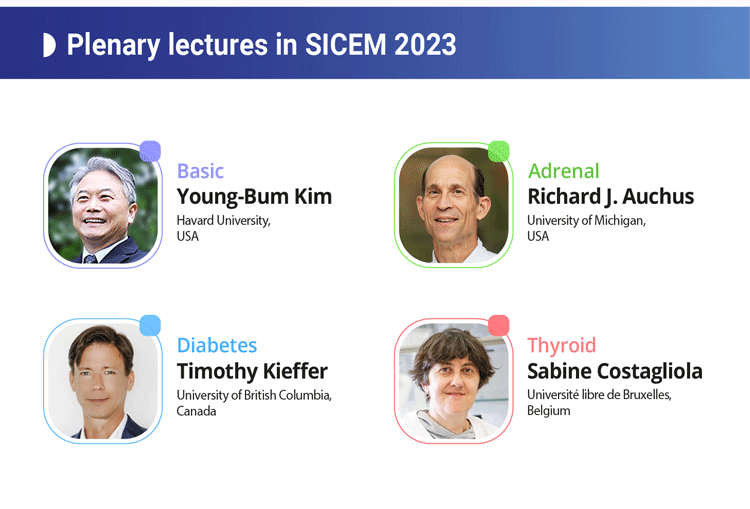 Plenary lectures in SICEM 2023
Basic
Young-Bum Kim
Havard University,
USA
Adrenal
Richard J. Auchus
University of Michigan,
USA
Diabetes
Timothy Kieffer
University of British Columbia,
Canada
Thyroid
Sabine Costagliola
Université libre de Bruxelles,
Belgium